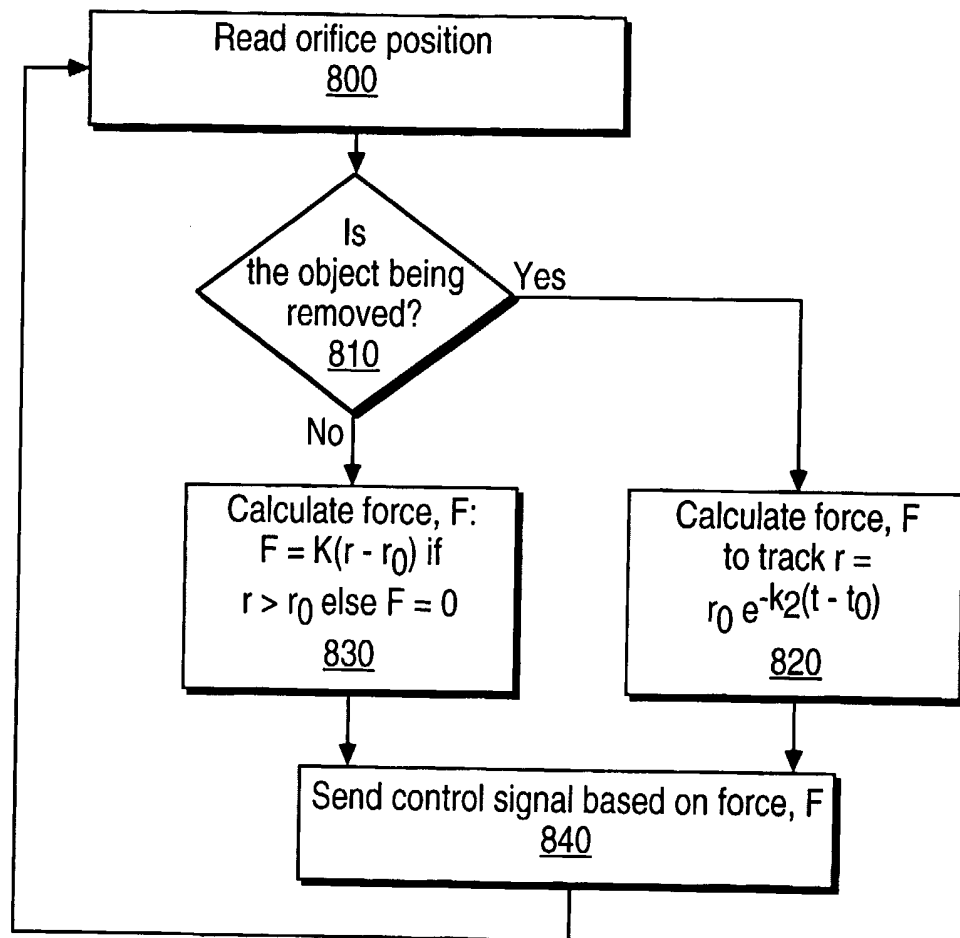 Read orifice position
800
Is
the object being
removed?
810
Yes
No
Calculate force, F:
F = K(r - r0) if
r > r0 else F = 0
830
Calculate force, F
to track r =
r0 e-k2(t - t0)
820
Send control signal based on force, F
840